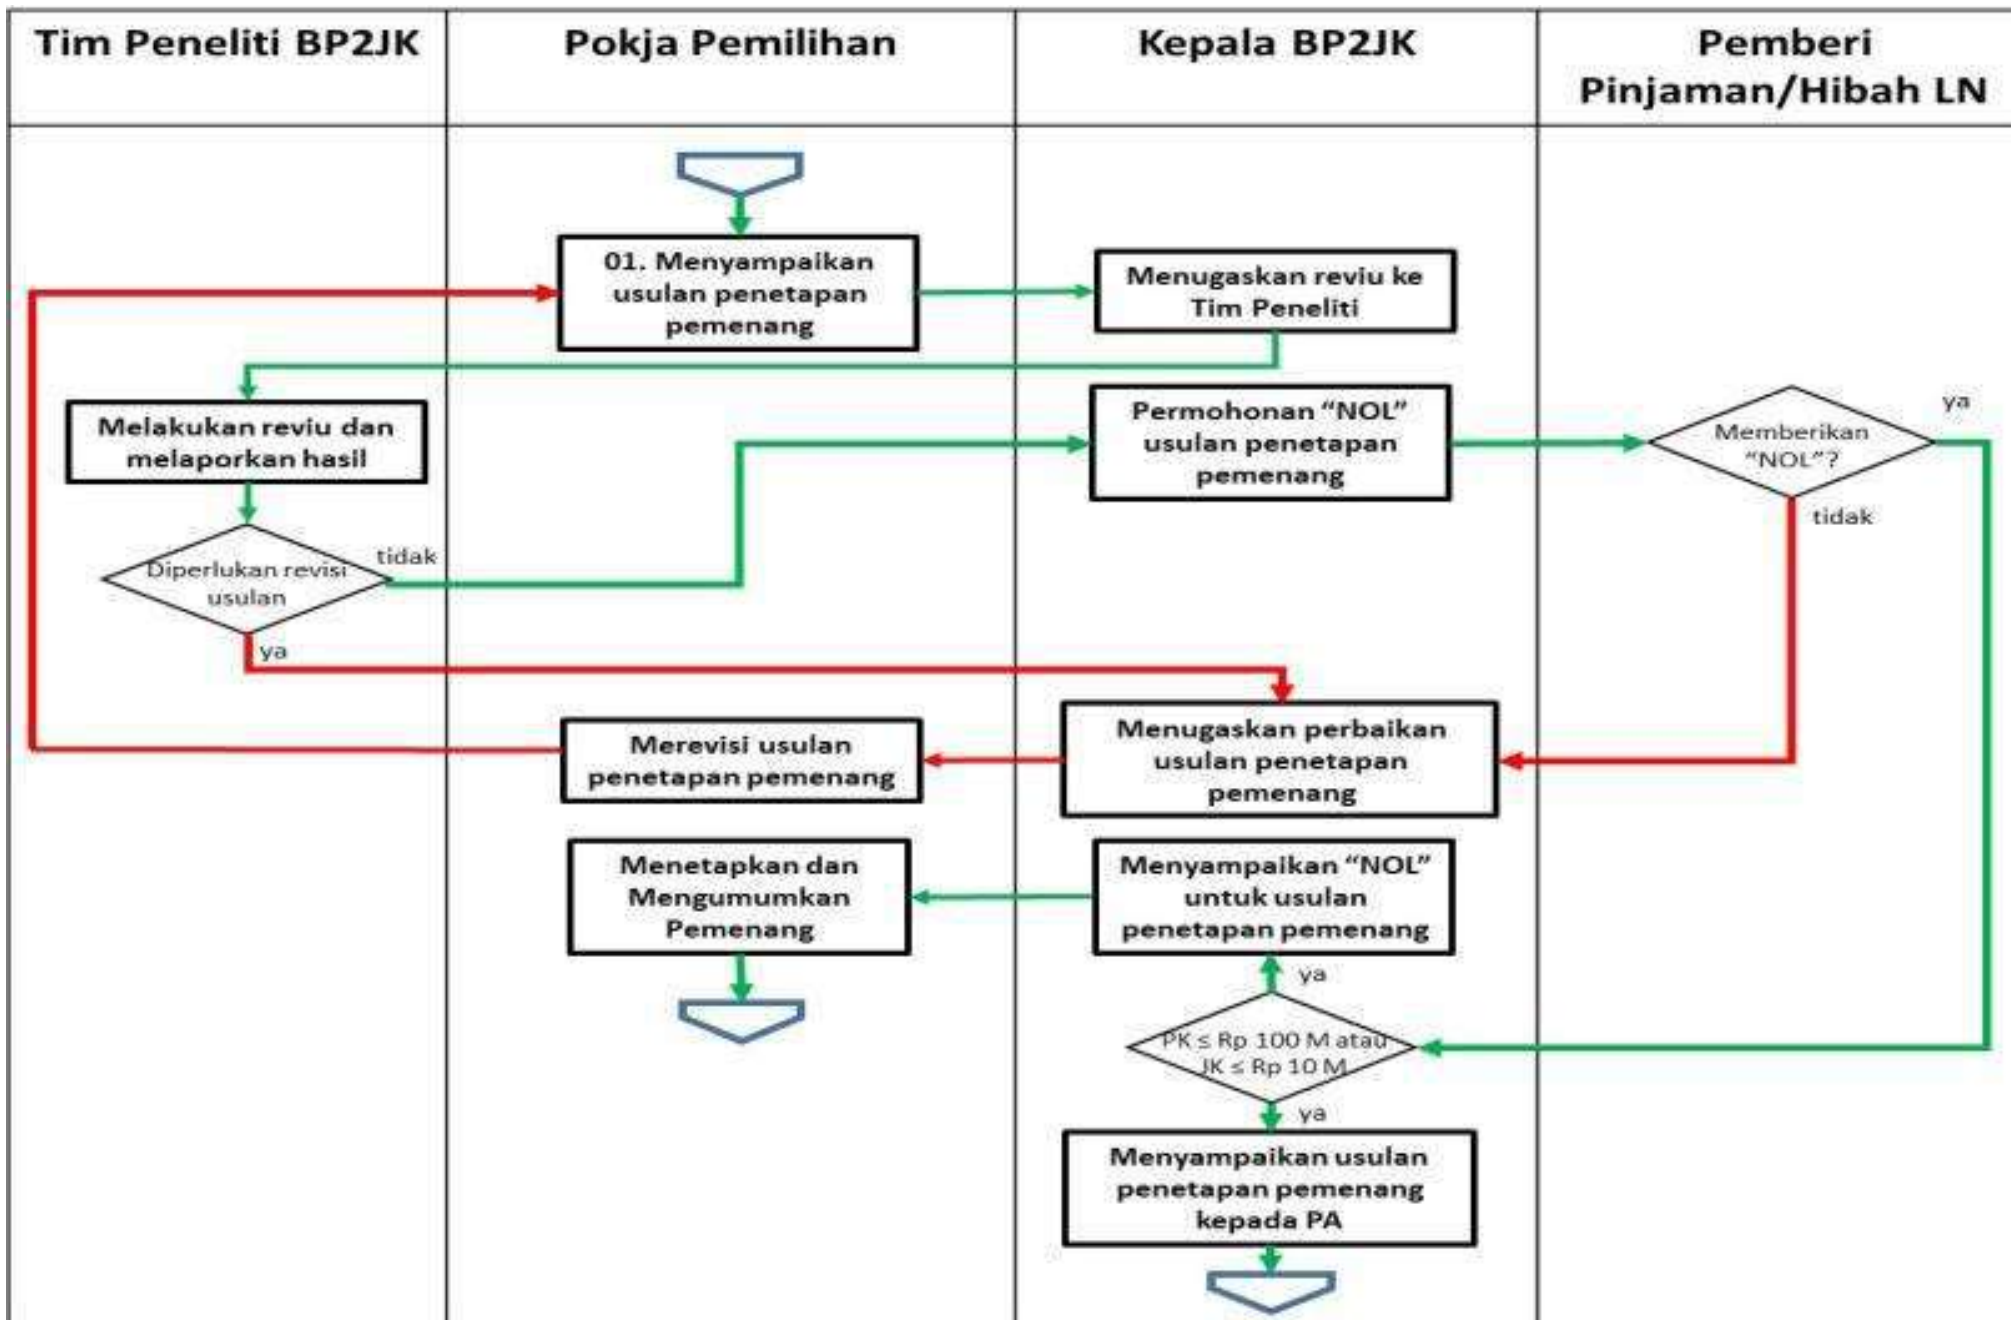 Tim Peneliti BP2JK
Pokja Pemilihan
Kepala BP2JK
Pemberi
Pinjaman/Hibah LN
01. Menyampaikan
usulan penetapan
pemenang
Menugaskan reviu ke
Tim Peneliti
Melakukan reviu dan
melaporkan hasil
Permohonan “NOL”
usulan penetapan
pemenang
Memberikan
“NOL”?
ya
tidak
Diperlukan revisi
usulan
tidak
ya
Merevisi usulan
penetapan pemenang
Menugaskan perbaikan
usulan penetapan
pemenang
Menetapkan dan
Mengumumkan
Pemenang
Menyampaikan “NOL”
untuk usulan
penetapan pemenang
ya
PK ≤ Rp 100 M atau
JK ≤ Rp 10 M
ya
Menyampaikan usulan
penetapan pemenang
kepada PA